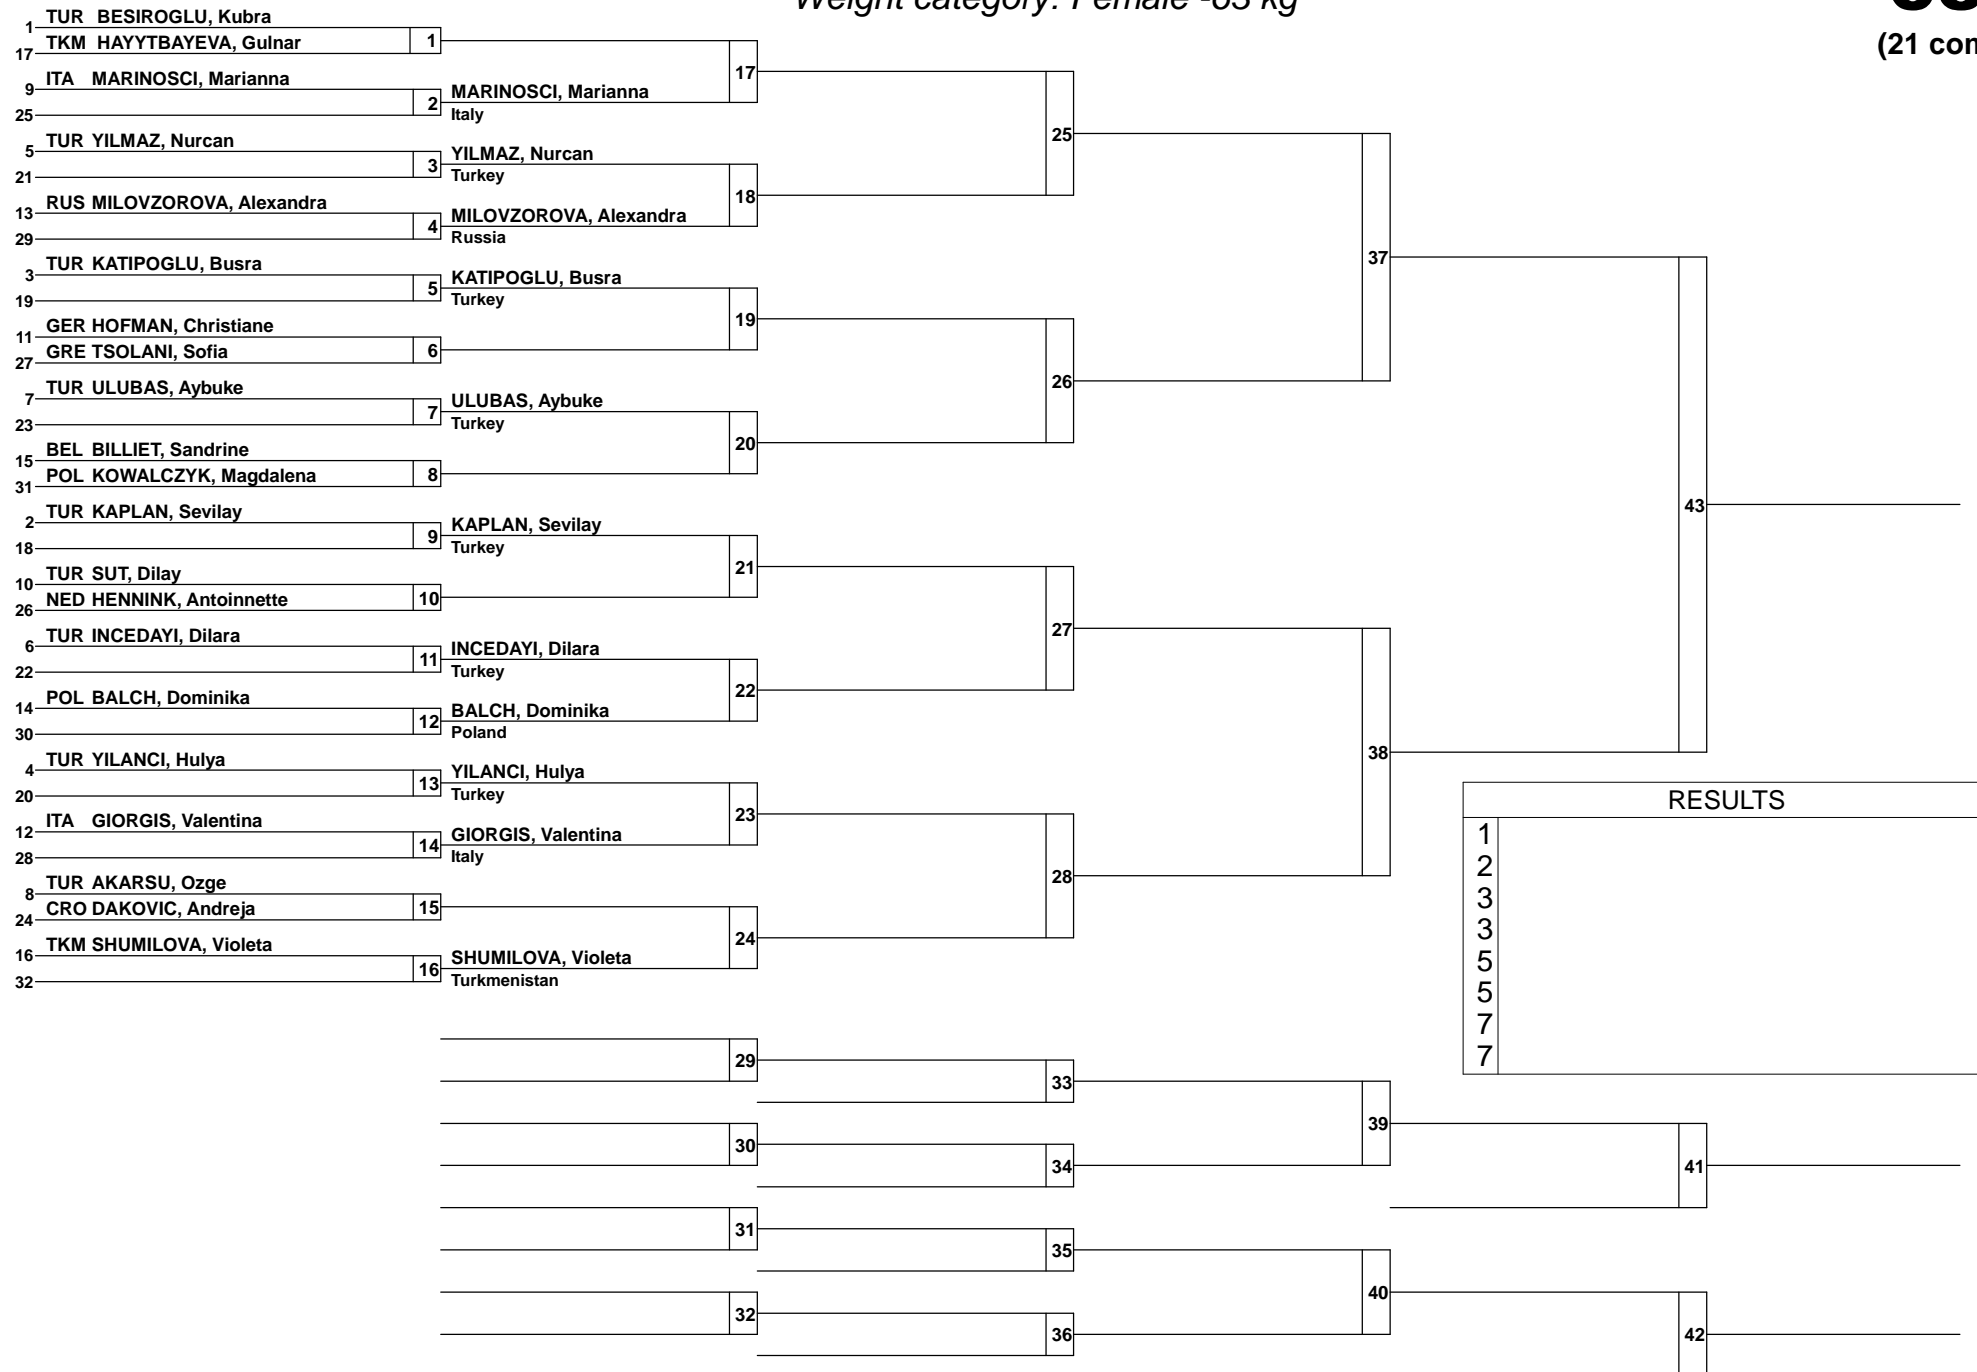 Weight category: Female -63 kg
(21 con
1 TUR BESIROGLU, Kubra
17 TKM HAYYTBAYEVA, Gulnar
1
9 ITA MARINOSCI, Marianna
25
2 MARINOSCI, Marianna
Italy
17
5 TUR YILMAZ, Nurcan
21
3 YILMAZ, Nurcan
Turkey
13 RUS MILOVZOROVA, Alexandra
29
4 MILOVZOROVA, Alexandra
Russia
18
25
3 TUR KATIPOGLU, Busra
19
5 KATIPOGLU, Busra
Turkey
11 GER HOFMAN, Christiane
27 GRE TSOLANI, Sofia
6
19
7 TUR ULUBAS, Aybuke
23
7 ULUBAS, Aybuke
Turkey
15 BEL BILLIET, Sandrine
31 POL KOWALCZYK, Magdalena
8
20
26
37
2 TUR KAPLAN, Sevilay
18
9 KAPLAN, Sevilay
Turkey
10 TUR SUT, Dilay
26 NED HENNINK, Antoinnette
10
21
6 TUR INCEDAYI, Dilara
22
11 INCEDAYI, Dilara
Turkey
14 POL BALCH, Dominika
30
12 BALCH, Dominika
Poland
22
27
4 TUR YILANCI, Hulya
20
13 YILANCI, Hulya
Turkey
12 ITA GIORGIS, Valentina
28
14 GIORGIS, Valentina
Italy
23
8 TUR AKARSU, Ozge
24 CRO DAKOVIC, Andreja
15
16 TKM SHUMILOVA, Violeta
32
16 SHUMILOVA, Violeta
Turkmenistan
24
28
38
43
RESULTS
1
2
3
3
5
5
7
7
29
33
30
34
39
41
31
35
32
36
40
42